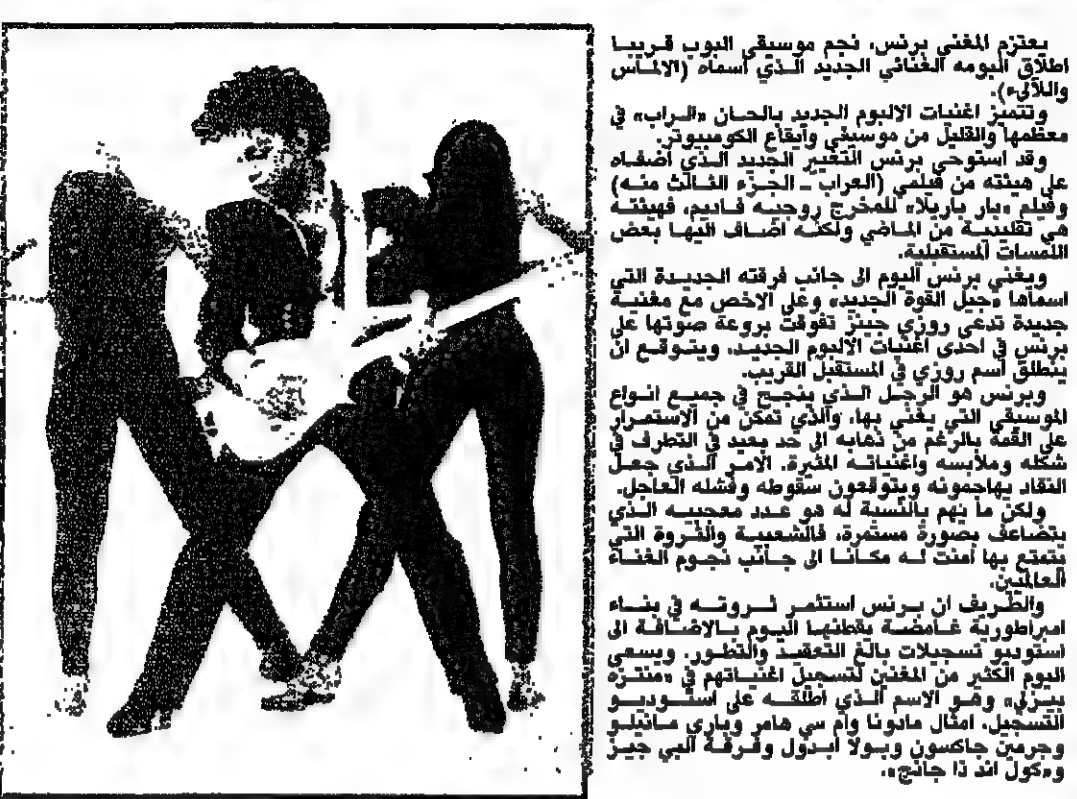 يعتزم المغني برنس، نجم موسيقى البوب قريبا
اطلاق البومه الغنائي الجديد الذي اسماه (الالماس
واللآلىء).
وتتميز اغنيات الالبوم الجديد بالحان «الراب» في
معظمها والقليل من موسيقى وايقاع الكومبيوتر.
وقد استوحى برنس التغيير الجديد الذي اضفاه
على هيئته من فيلمي (العراب ــ الجزء الثالث منه)
وفيلم «بار باريلا» للمخرج روجيه فاديم، فهيئته
هي تقليدية من الماضي ولكنه اضاف اليها بعض
اللمسات المستقبلية.
ويغني برنس اليوم الى جانب فرقته الجديدة التي
اسماها «جيل القوة الجديد» وعلى الاخص مع مغنية
جديدة تدعى روزي جينز تفوقت بروعة صوتها على
برنس في احدى اغنيات الالبوم الجديد، ويتوقع ان
ينطلق اسم روزي في المستقبل القريب.
وبرنس هو الرجل الذي ينجح في جميع انواع
الموسيقى التي يغني بها، والذي تمكن من الاستمرار
على القمة بالرغم من ذهابه الى حد بعيد في التطرف في
شكله وملابسه واغنياته المثيرة. الامر الذي جعل
النقاد يهاجمونه ويتوقعون سقوطه وفشله العاجل.
ولكن ما يهم بالنسبة له هو عدد معجبيه الذي
يتضاعف بصورة مستمرة، فالشعبية والثروة التي
يتمتع بها امنت له مكانا الى جانب نجوم الغناء
العالميين.
والطريف ان برنس استثمر ثروته في بناء
امبراطورية غامضة يقطنها اليوم بالاضافة الى
استوديو تسجيلات بالغ التعقيد والتطور. ويسعى
اليوم الكثير من المغنين لتسجيل اغنياتهم في «منتزه
بيزلي» وهو الاسم الذي اطلقه على استوديو
التسجيل، امثال مادونا وام سي هامر وباري مانيلو
وجرمين جاكسون وبولا ابدول وفرقة البي جيز
و«كول اند ذا جانج».